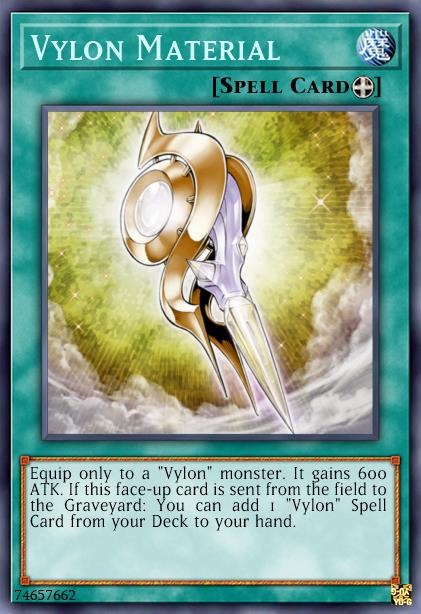 Vylon Material
[Spell Card]
Equip only to a "Vylon" monster. It gains 600
ATK. If this face-up card is sent from the field to
the Graveyard: You can add 1 "Vylon" Spell
Card from your Deck to your hand.
74657662